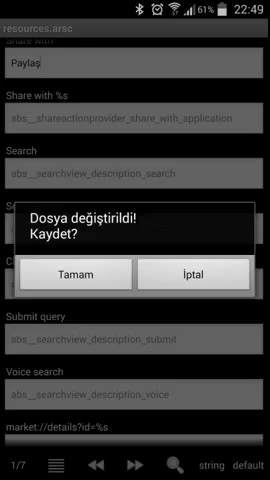 61% 22:49
resources.arsc
Share with
Paylaş
Share with %s
abs__shareactionprovider_share_with_application
Search
abs__searchview_description_search
Dosya değiştirildi!
Kaydet?
Tamam
İptal
Submit query
abs__searchview_description_submit
Voice search
abs__searchview_description_voice
market://details?id=%s
1/7
string
default